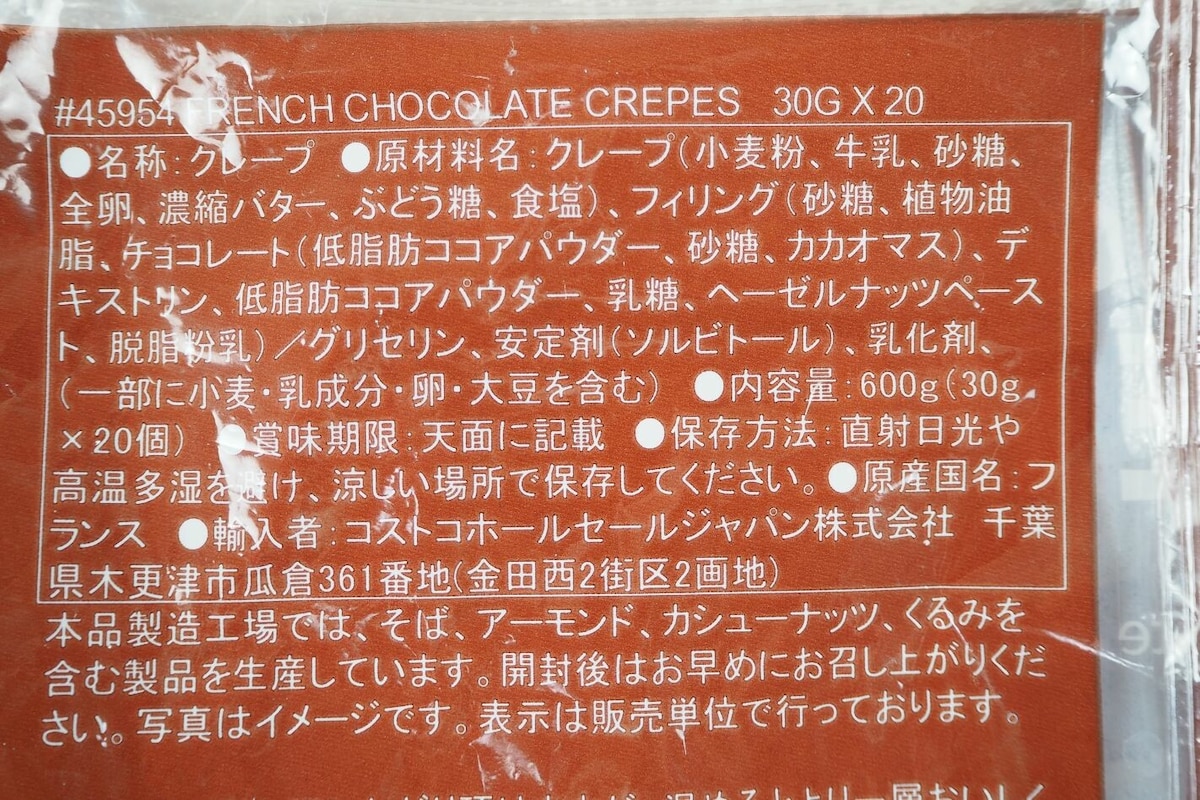 #45954 FRENCH CHOCOLATE CREPES 30G X 20
●名称:クレープ ●原材料名:クレープ(小麦粉、牛乳、砂糖、
全卵、濃縮バター、ぶどう糖、食塩)、フィリング(砂糖、植物油
脂、チョコレート(低脂肪ココアパウダー、砂糖、カカオマス)、デ
キストリン、低脂肪ココアパウダー、乳糖、ヘーゼルナッツペース
ト、脱脂粉乳)/グリセリン、安定剤(ソルビトール)、乳化剤、
(一部に小麦・乳成分・卵・大豆を含む) ●内容量:600g(30g
×20個) ●賞味期限:天面に記載 ●保存方法:直射日光や
高温多湿を避け、涼しい場所で保存してください。●原産国名:フ
ランス ●輸入者:コストコホールセールジャパン株式会社 千葉
県木更津市瓜倉361番地(金田西2街区2画地)
本品製造工場では、そば、アーモンド、カシューナッツ、くるみを
含む製品を生産しています。開封後はお早めにお召し上がりくだ
さい。写真はイメージです。表示は販売単位で行っております。